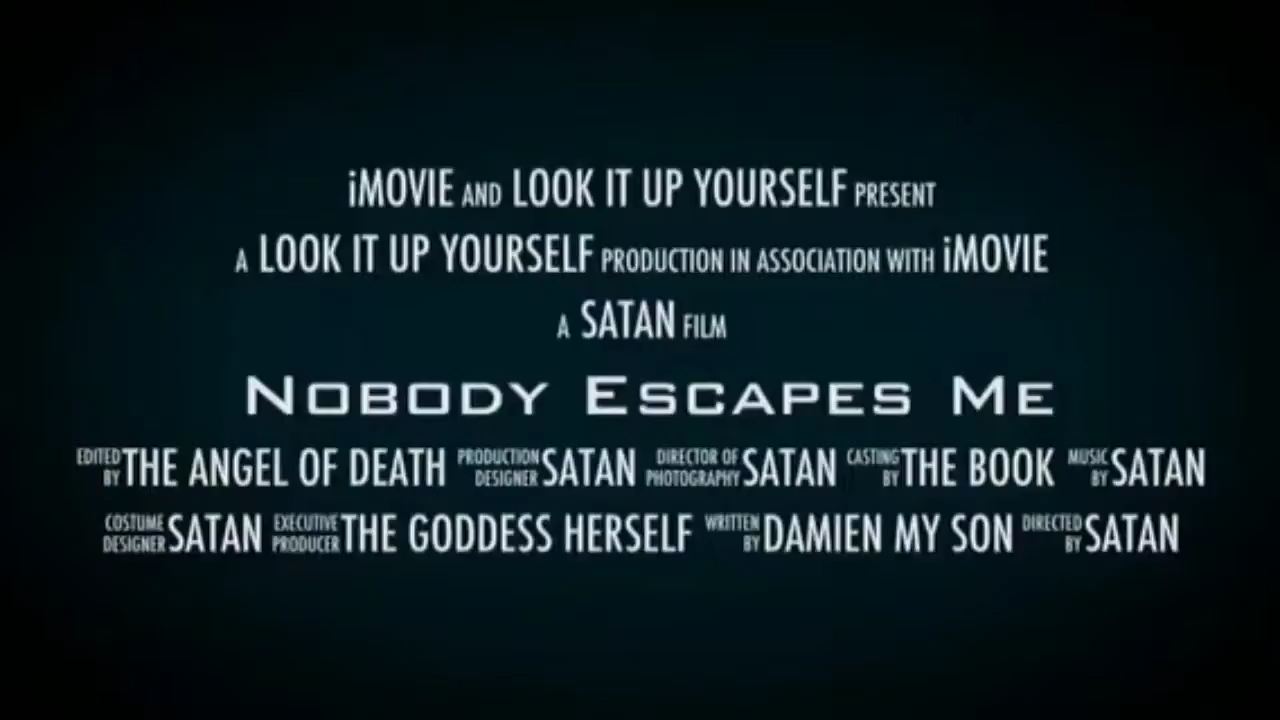 iMOVIE AND LOOK IT UP YOURSELF PRESENT
A LOOK IT UP YOURSELF PRODUCTION IN ASSOCIATION WITH iMOVIE
A SATAN FILM
NOBODY ESCAPES ME
EDITED BY THE ANGEL OF DEATH PRODUCTION DESIGNER SATAN DIRECTOR OF PHOTOGRAPHY SATAN CASTING BY THE BOOK MUSIC BY SATAN
COSTUME DESIGNER SATAN EXECUTIVE PRODUCER THE GODDESS HERSELF WRITTEN BY DAMIEN MY SON DIRECTED BY SATAN